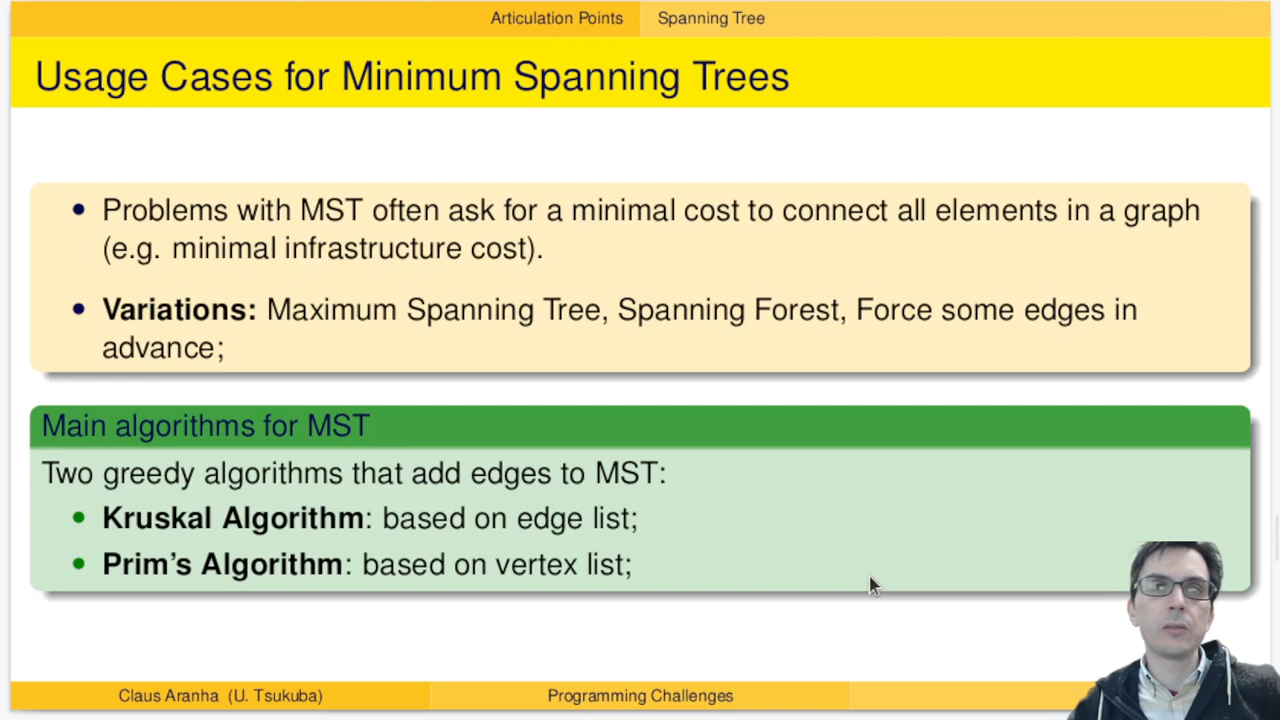 Articulation Points Spanning Tree
Usage Cases for Minimum Spanning Trees
• Problems with MST often ask for a minimal cost to connect all elements in a graph
(e.g. minimal infrastructure cost).
• Variations: Maximum Spanning Tree, Spanning Forest, Force some edges in
advance;
Main algorithms for MST
Two greedy algorithms that add edges to MST:
• Kruskal Algorithm: based on edge list;
• Prim's Algorithm: based on vertex list;
Claus Aranha (U. Tsukuba) Programming Challenges